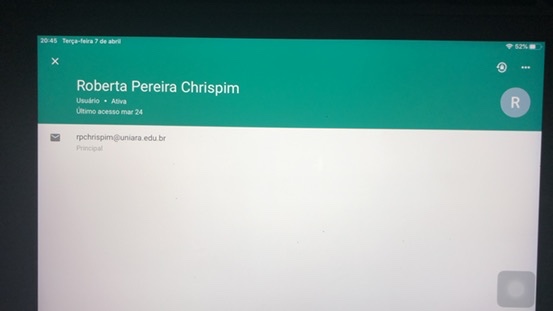 20:45 Terça-feira 7 de abril
52%
Roberta Pereira Chrispim
Usuário • Ativa
Último acesso mar 24
R
rpchrispim@uniara.edu.br
Principal